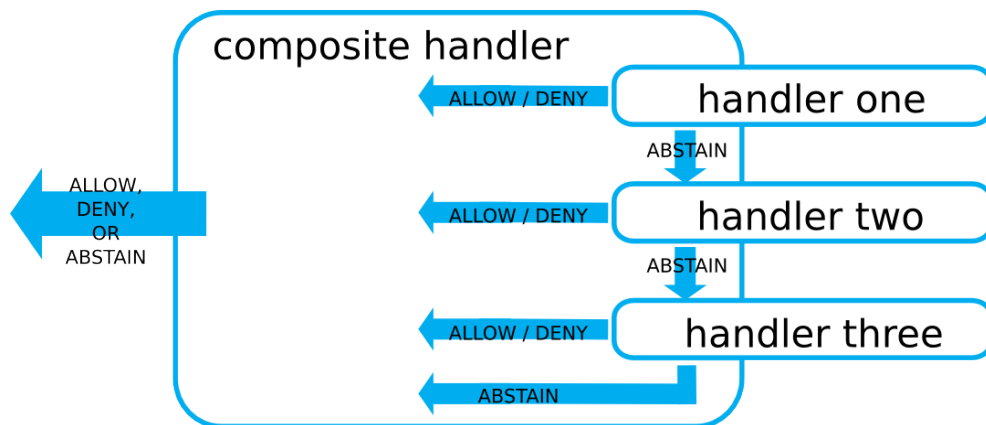 composite handler
ALLOW / DENY
handler one
ABSTAIN
ALLOW,
DENY,
OR
ABSTAIN
ALLOW / DENY
handler two
ABSTAIN
ALLOW / DENY
handler three
ABSTAIN